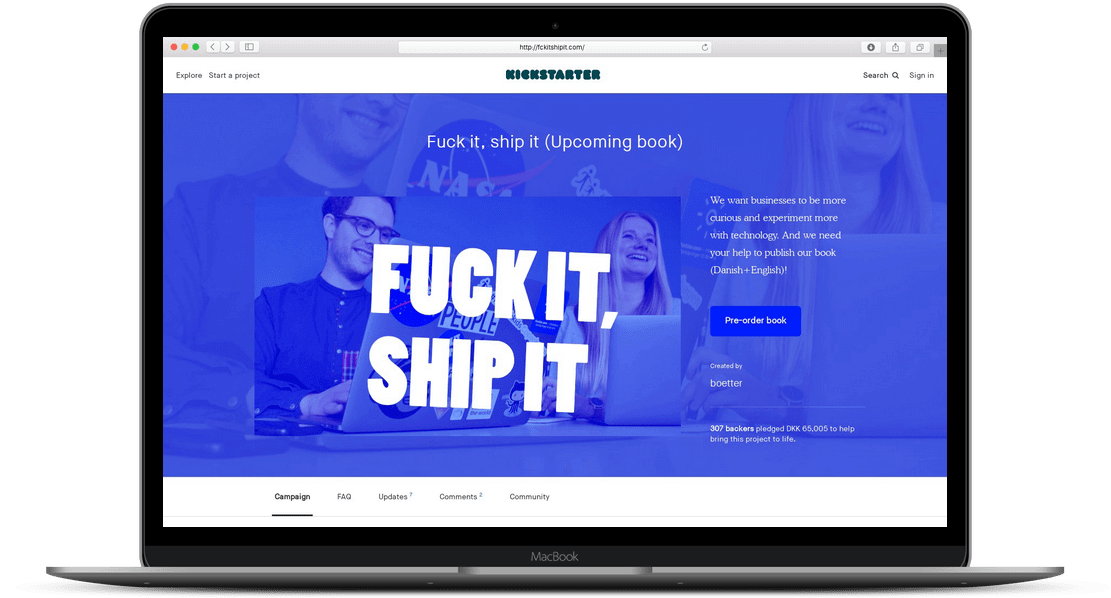 http://fckitshipit.com/
Explore Start a project
KICKSTARTER
Search Sign in
Fuck it, ship it (Upcoming book)
NASA
We want businesses to be more
curious and experiment more
with technology. And we need
your help to publish our book
(Danish+English)!
FUCK IT,
SHIP IT
PEOPLE
Pre-order book
Created by
boetter
307 backers pledged DKK 65,005 to help
bring this project to life.
Campaign FAQ Updates 7 Comments 2 Community
MacBook